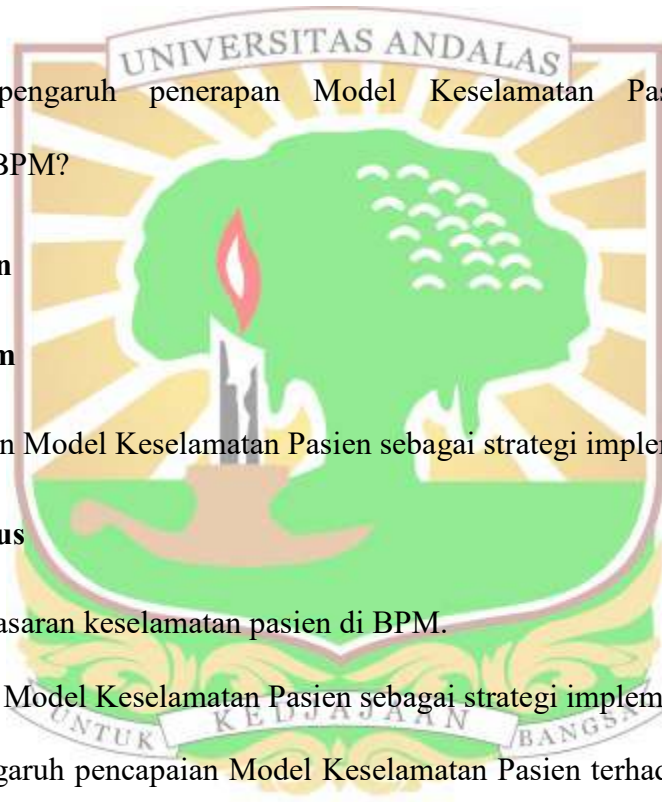 UNIVERSITAS ANDALAS
pengaruh penerapan Model Keselamatan Pas
BPM?
n
m
n Model Keselamatan Pasien sebagai strategi implem
us
asaran keselamatan pasien di BPM.
Model Keselamatan Pasien sebagai strategi implem
UNTUK KEDJAJAAN BANGSA
garuh pencapaian Model Keselamatan Pasien terhad